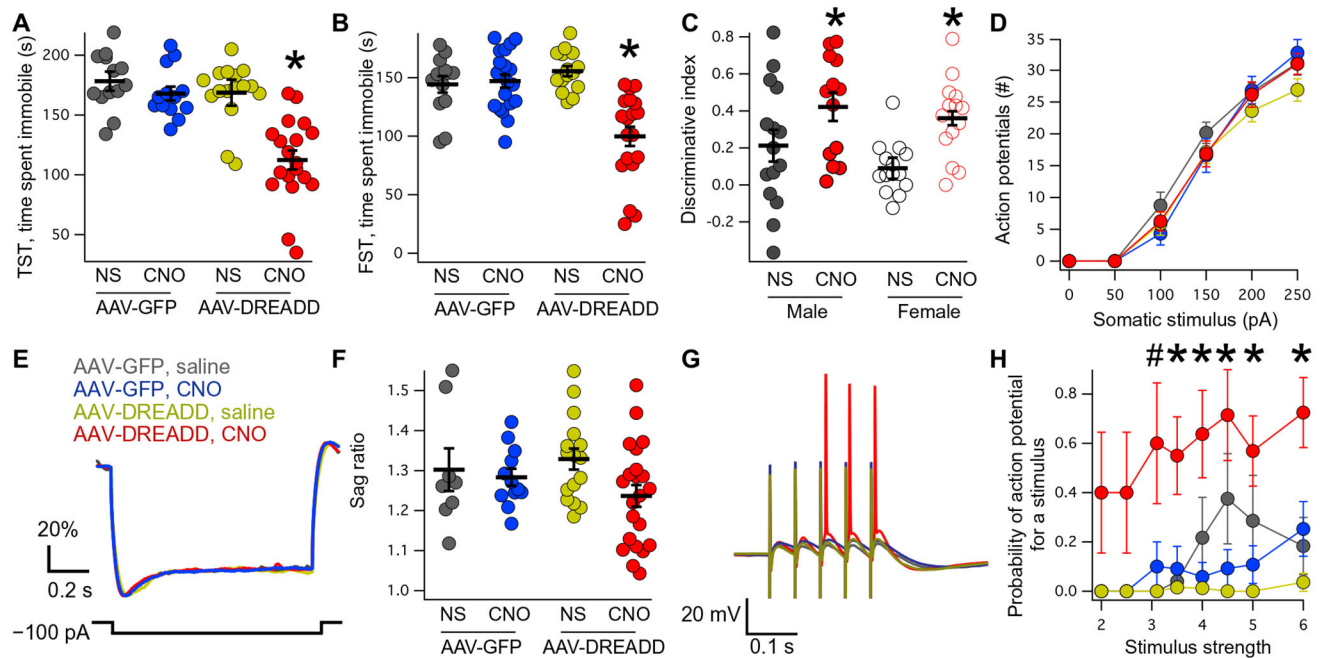 A
TST, time spent immobile (s)
200
150
100
50
NS CNO NS CNO
AAV-GFP AAV-DREADD
*
B
FST, time spent immobile (s)
150
100
50
0
NS CNO NS CNO
AAV-GFP AAV-DREADD
*
C
Discriminative index
0.8
0.6
0.4
0.2
0.0
-0.2
NS CNO NS CNO
Male Female
* *
D
Action potentials (#)
35
30
25
20
15
10
5
0
0 50 100 150 200 250
Somatic stimulus (pA)
E
AAV-GFP, saline
AAV-GFP, CNO
AAV-DREADD, saline
AAV-DREADD, CNO
20%
0.2 s
−100 pA
F
Sag ratio
1.5
1.4
1.3
1.2
1.1
1.0
NS CNO NS CNO
AAV-GFP AAV-DREADD
G
20 mV
0.1 s
H
# * * * * *
Probability of action potential
for a stimulus
0.8
0.6
0.4
0.2
0.0
2 3 4 5 6
Stimulus strength